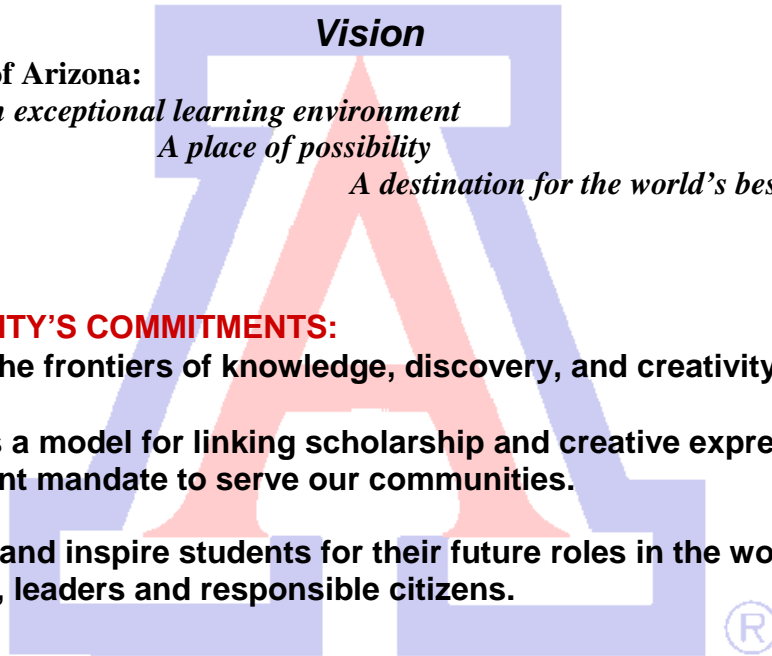 Vision
of Arizona:
exceptional learning environment
A place of possibility
A destination for the world's bes
ITY'S COMMITMENTS:
he frontiers of knowledge, discovery, and creativity
s a model for linking scholarship and creative expre
nt mandate to serve our communities.
and inspire students for their future roles in the wo
, leaders and responsible citizens.
A
®